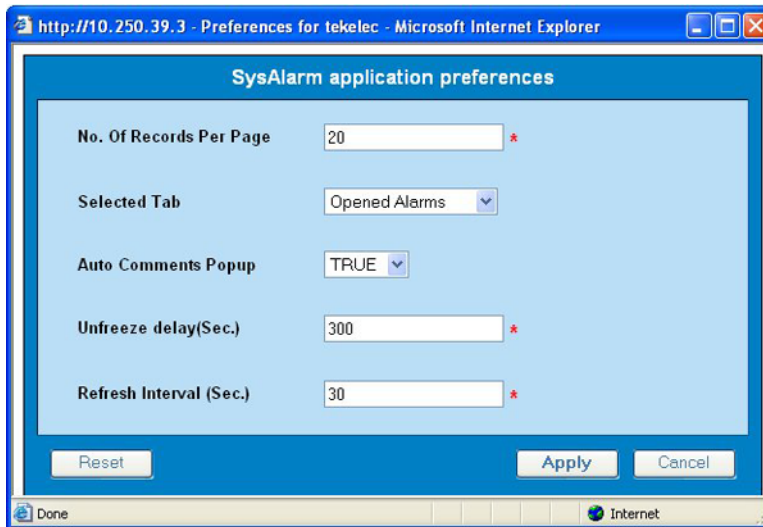 http://10.250.39.3 - Preferences for tekelec - Microsoft Internet Explorer
SysAlarm application preferences
No. Of Records Per Page 20 *
Selected Tab Opened Alarms
Auto Comments Popup TRUE
Unfreeze delay(Sec.) 300 *
Refresh Interval (Sec.) 30 *
Reset Apply Cancel
Done Internet